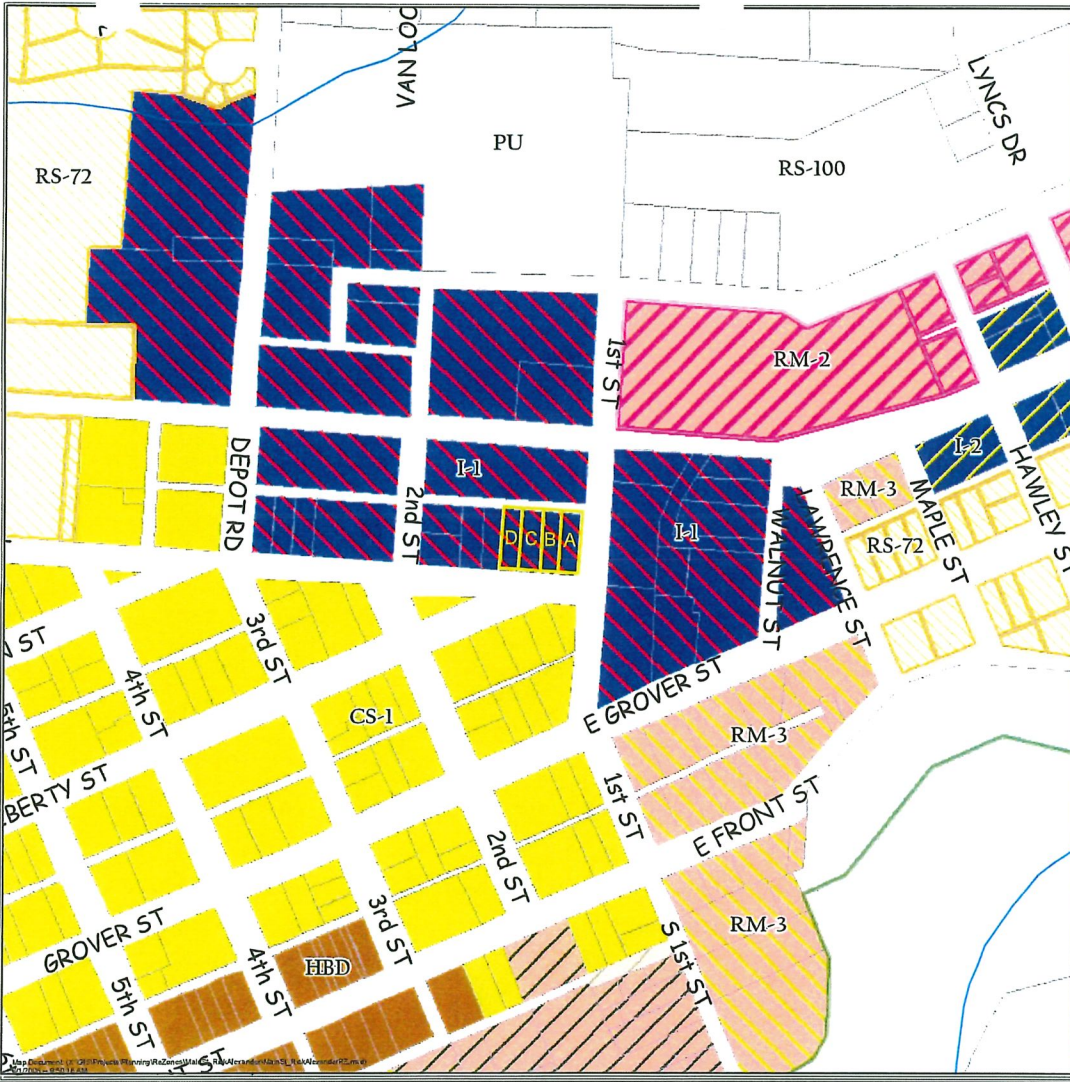 VAN LOO
LYNCS DR
PU
RS-72
RS-100
1st ST
RM-2
DEPOT RD
I-1
2nd ST
D C B A
I-1
WALNUT ST
LAWRENCE ST
RM-3
I-2
MAPLE ST
HAWLEY ST
RS-72
3rd ST
4th ST
5th ST
CS-1
E GROVER ST
RM-3
1st ST
E FRONT ST
2nd ST
3rd ST
GROVER ST
4th ST
5th ST
HBD
RM-3
S 1st ST
ST